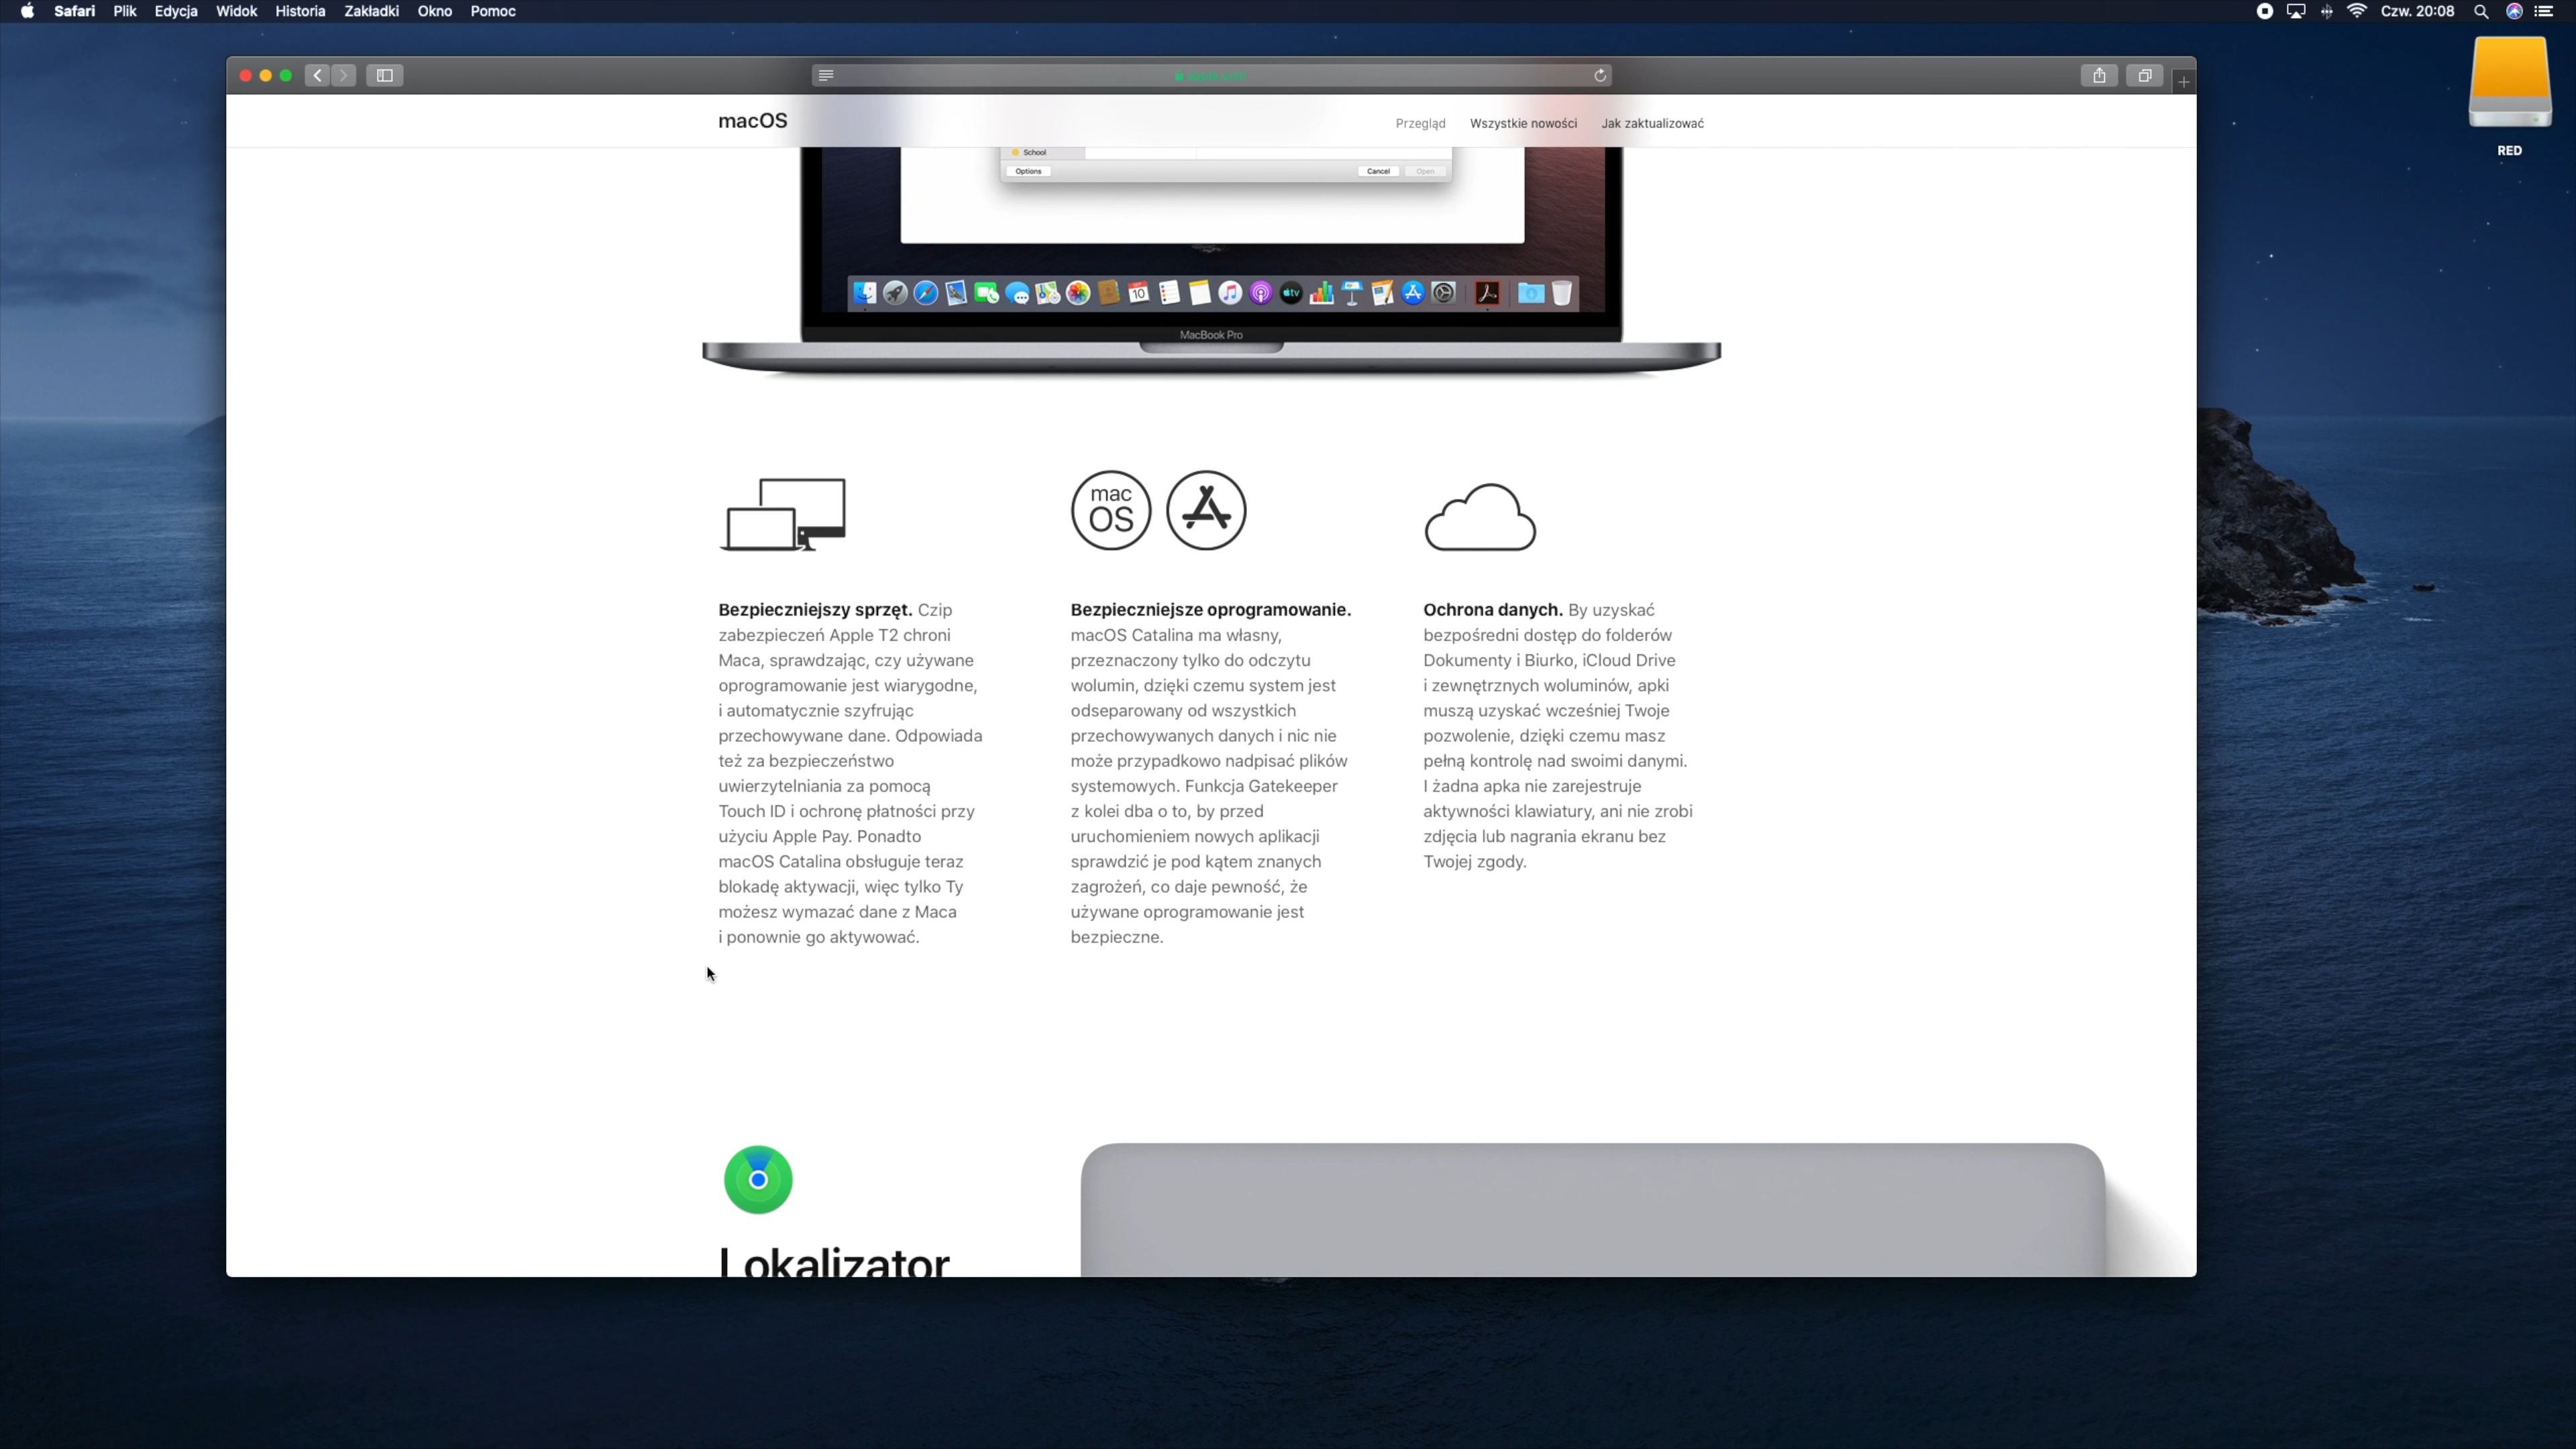 Safari Plik Edycja Widok Historia Zakładki Okno Pomoc
Czw. 20:08
RED
apple.com
macOS
Przegląd Wszystkie nowości Jak zaktualizować
School
Options
Cancel Open
10
tv
MacBook Pro
mac
OS
Bezpieczniejszy sprzęt. Czip
zabezpieczeń Apple T2 chroni
Maca, sprawdzając, czy używane
oprogramowanie jest wiarygodne,
i automatycznie szyfrując
przechowywane dane. Odpowiada
też za bezpieczeństwo
uwierzytelniania za pomocą
Touch ID i ochronę płatności przy
użyciu Apple Pay. Ponadto
macOS Catalina obsługuje teraz
blokadę aktywacji, więc tylko Ty
możesz wymazać dane z Maca
i ponownie go aktywować.
Bezpieczniejsze oprogramowanie.
macOS Catalina ma własny,
przeznaczony tylko do odczytu
wolumin, dzięki czemu system jest
odseparowany od wszystkich
przechowywanych danych i nic nie
może przypadkowo nadpisać plików
systemowych. Funkcja Gatekeeper
z kolei dba o to, by przed
uruchomieniem nowych aplikacji
sprawdzić je pod kątem znanych
zagrożeń, co daje pewność, że
używane oprogramowanie jest
bezpieczne.
Ochrona danych. By uzyskać
bezpośredni dostęp do folderów
Dokumenty i Biurko, iCloud Drive
i zewnętrznych woluminów, apki
muszą uzyskać wcześniej Twoje
pozwolenie, dzięki czemu masz
pełną kontrolę nad swoimi danymi.
I żadna apka nie zarejestruje
aktywności klawiatury, ani nie zrobi
zdjęcia lub nagrania ekranu bez
Twojej zgody.
Lokalizator